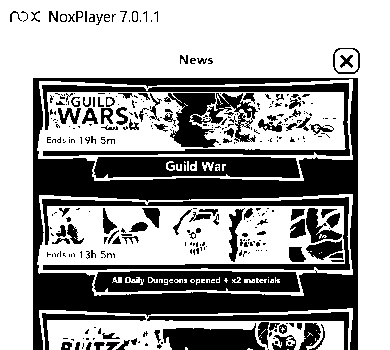 nox NoxPlayer 7.0.1.1
News
GUILD
WARS
Ends in 19h 5m
Guild War
Ends in 13h 5m
All Daily Dungeons opened + x2 materials
BLITZ